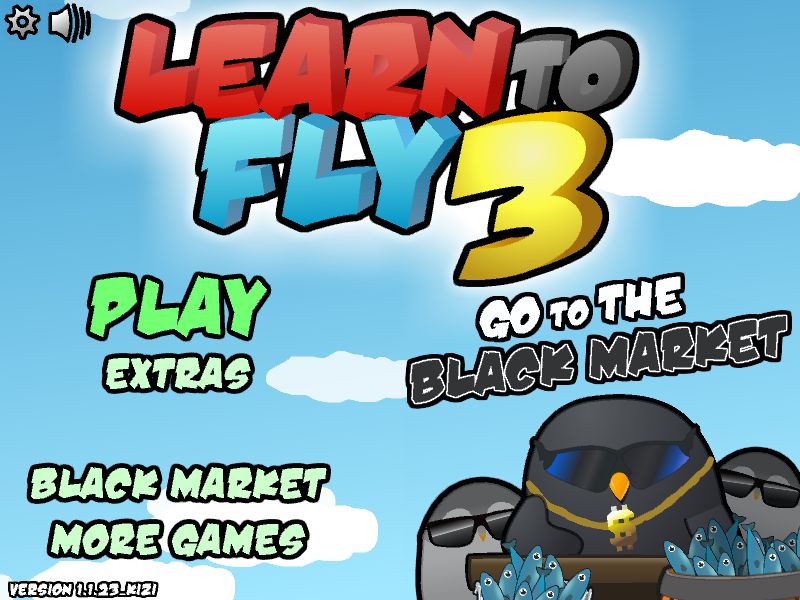 LEARN TO
FLY 3
PLAY
EXTRAS
GO TO THE
BLACK MARKET
BLACK MARKET
MORE GAMES
VERSION 1.1.23_KIZI